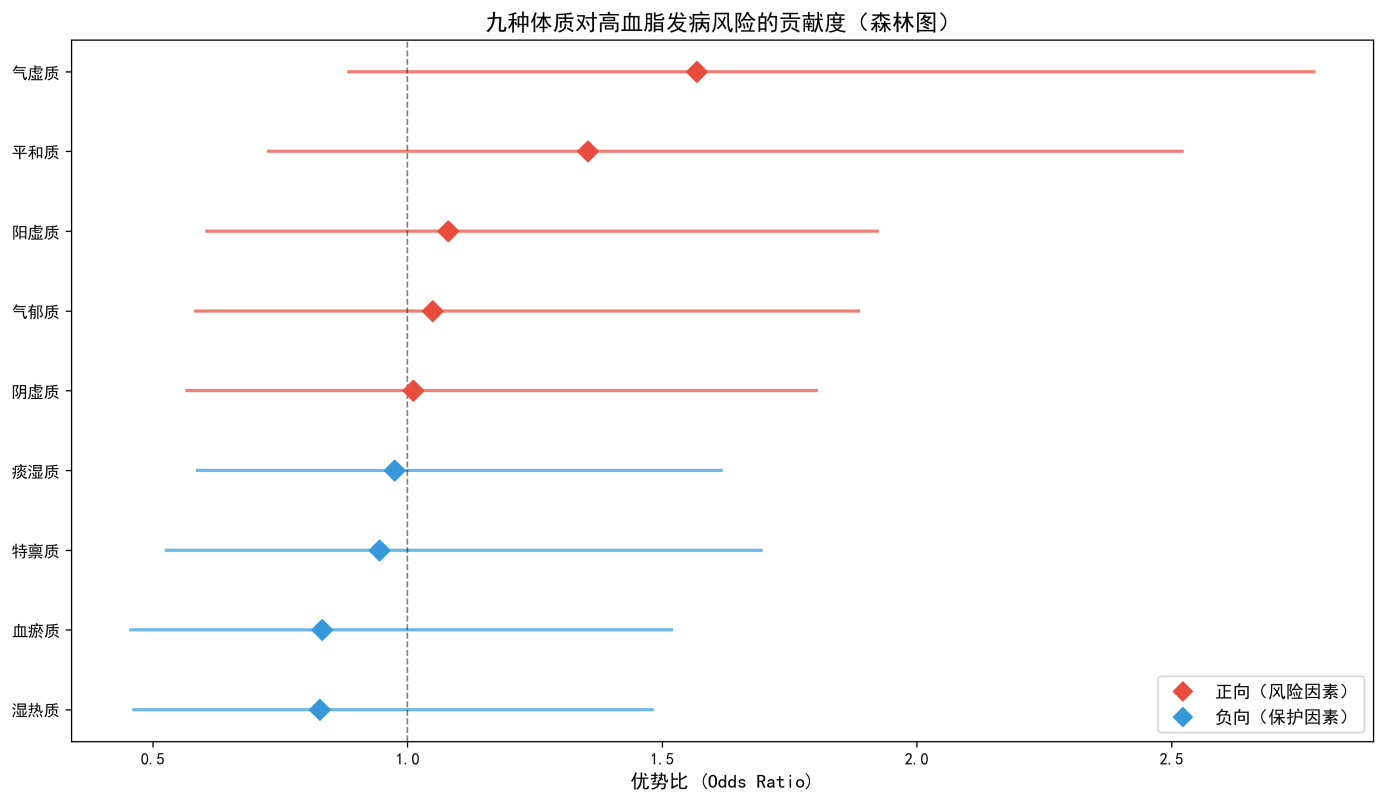 九种体质对高血脂发病风险的贡献度（森林图）
气虚质
平和质
阳虚质
气郁质
阴虚质
痰湿质
特禀质
血瘀质
湿热质
正向（风险因素）
负向（保护因素）
0.5 1.0 1.5 2.0 2.5
优势比 (Odds Ratio)